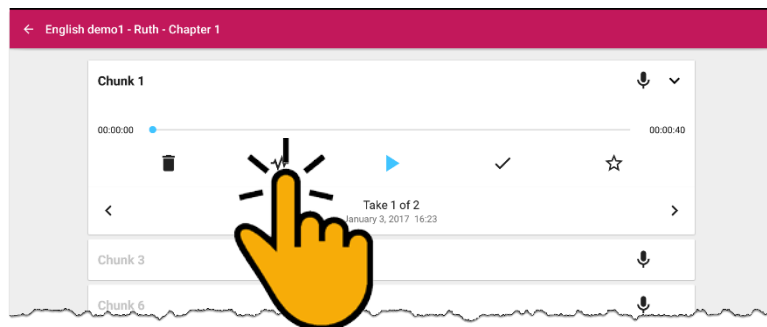 English demo1 - Ruth - Chapter 1
Chunk 1
00:00:00 00:00:40
Take 1 of 2
January 3, 2017 16:23
Chunk 3
Chunk 6